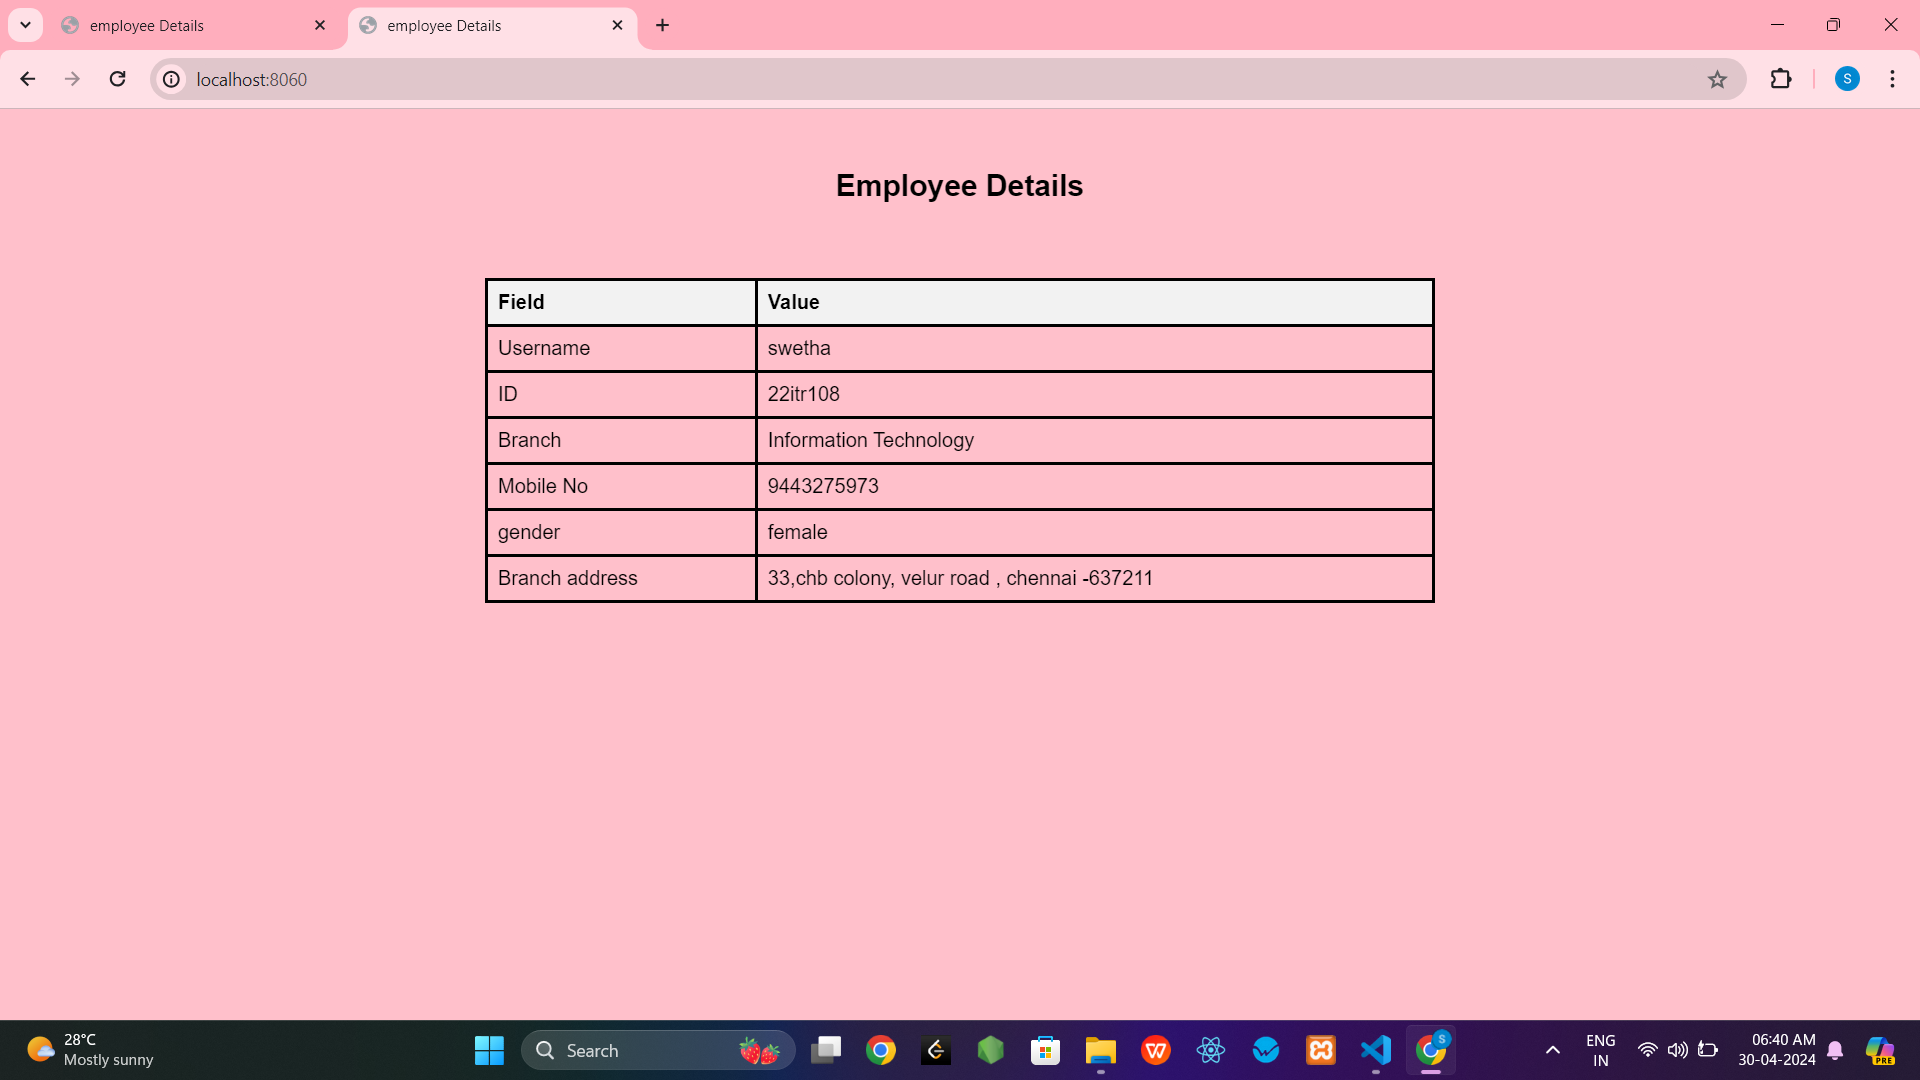 employee Details
employee Details
localhost:8060
S
Employee Details
Field Value
Username swetha
ID 22itr108
Branch Information Technology
Mobile No 9443275973
gender female
Branch address 33,chb colony, velur road , chennai -637211
28°C
Mostly sunny
Search
S
ENG
IN
06:40 AM
30-04-2024
PRE